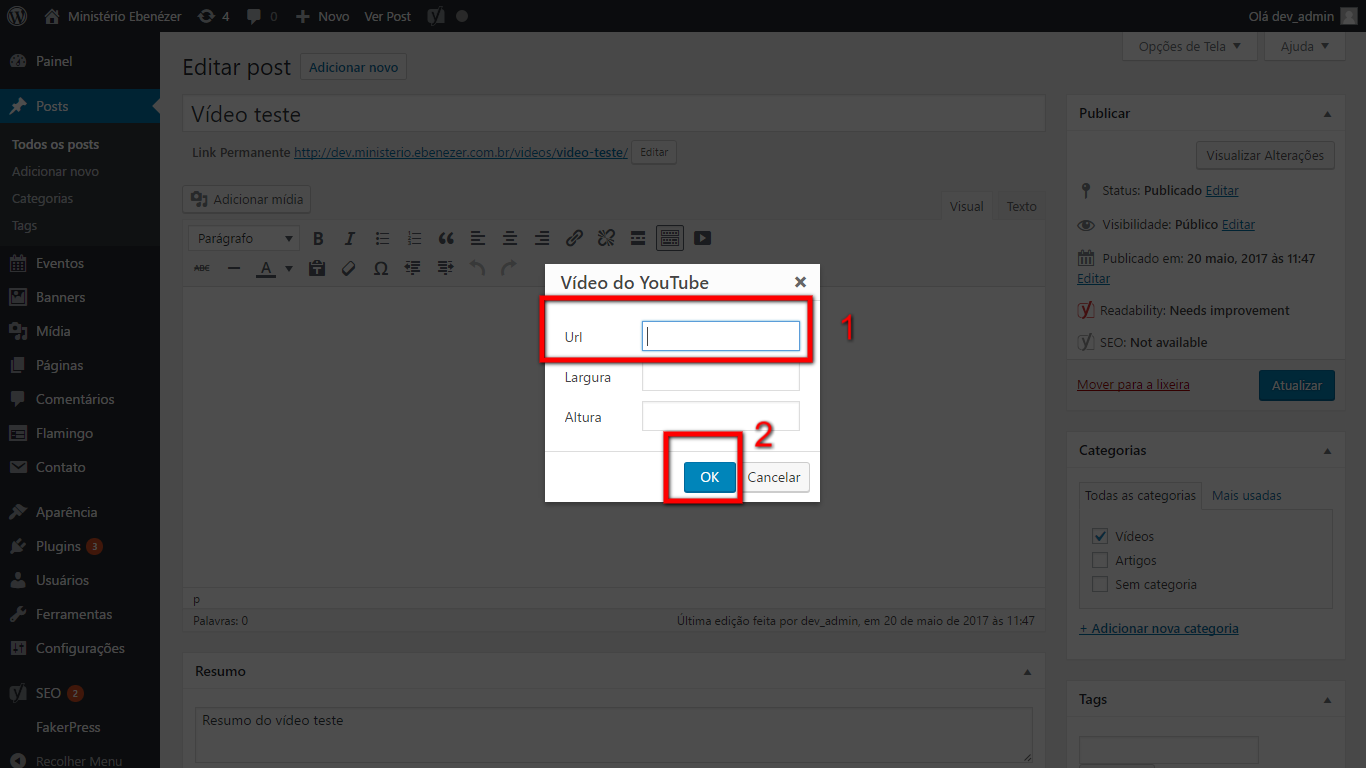 Ministério Ebenézer 4 0 Novo Ver Post Olá dev_admin
Painel
Posts
Todos os posts
Adicionar novo
Categorias
Tags
Eventos
Banners
Mídia
Páginas
Comentários
Flamingo
Contato
Aparência
Plugins 3
Usuários
Ferramentas
Configurações
SEO 2
FakerPress
Recolher Menu
Opções de Tela Ajuda
Editar post Adicionar novo
Vídeo teste
Link Permanente http://dev.ministerio.ebenezer.com.br/videos/video-teste/ Editar
Adicionar mídia
Visual Texto
Parágrafo B I
ABC A
Vídeo do YouTube
Url
1
Largura
Altura
2
OK Cancelar
p
Palavras: 0 Última edição feita por dev_admin, em 20 de maio de 2017 às 11:47
Resumo
Resumo do vídeo teste
Publicar
Visualizar Alterações
Status: Publicado Editar
Visibilidade: Público Editar
Publicado em: 20 maio, 2017 às 11:47
Editar
Readability: Needs improvement
SEO: Not available
Mover para a lixeira Atualizar
Categorias
Todas as categorias Mais usadas
Vídeos
Artigos
Sem categoria
+ Adicionar nova categoria
Tags